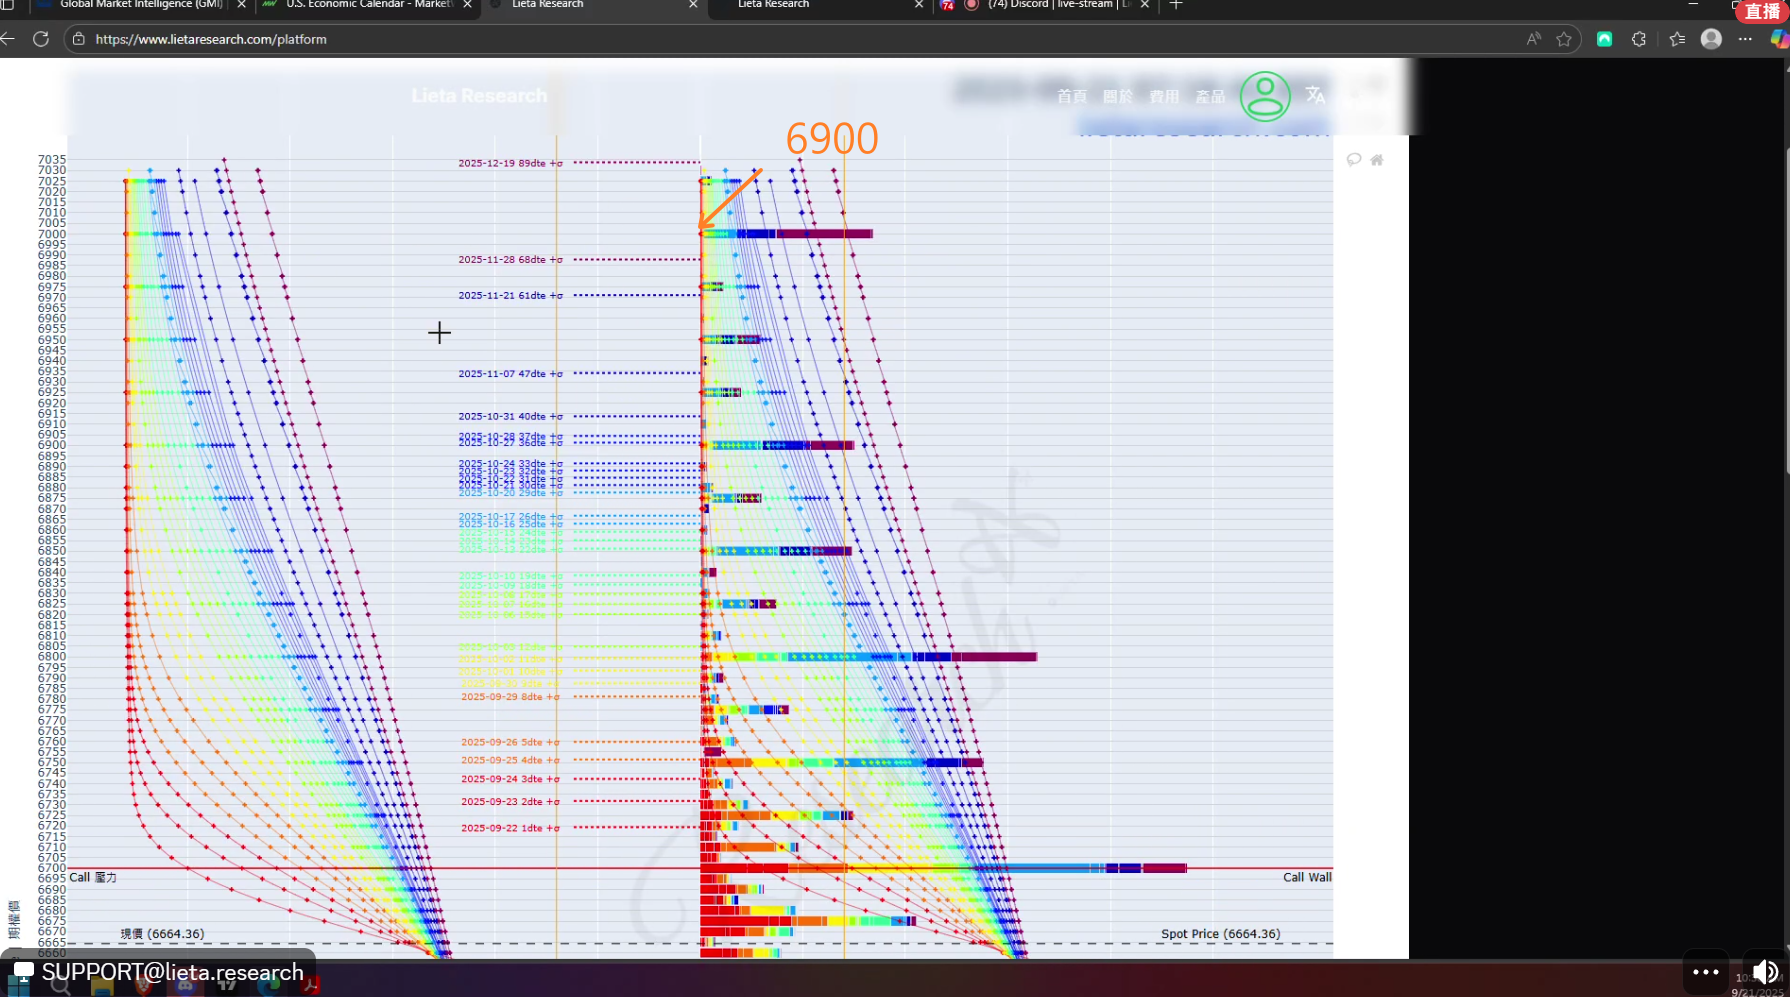 Global Market Intelligence (GMI)
U.S. Economic Calendar - Market
Lieta Research
Lieta Research
(74) Discord | live-stream |
直播
https://www.lietaresearch.com/platform
Lieta Research
首頁 關於 費用 產品
6900
7035
7030
7025
7020
7015
7010
7005
7000
6995
6990
6985
6980
6975
6970
6965
6960
6955
6950
6945
6940
6935
6930
6925
6920
6915
6910
6905
6900
6895
6890
6885
6880
6875
6870
6865
6860
6855
6850
6845
6840
6835
6830
6825
6820
6815
6810
6805
6800
6795
6790
6785
6780
6775
6770
6765
6760
6755
6750
6745
6740
6735
6730
6725
6720
6715
6710
6705
6700
6695
6690
6685
6680
6675
6670
6665
6660
2025-12-19 89dte +σ
2025-11-28 68dte +σ
2025-11-21 61dte +σ
2025-11-07 47dte +σ
2025-10-31 40dte +σ
2025-10-28 37dte +σ
2025-10-27 36dte +σ
2025-10-24 33dte +σ
2025-10-23 32dte +σ
2025-10-22 31dte +σ
2025-10-21 30dte +σ
2025-10-20 29dte +σ
2025-10-17 26dte +σ
2025-10-16 25dte +σ
2025-10-10 19dte +σ
2025-09-29 8dte +σ
2025-09-26 5dte +σ
2025-09-25 4dte +σ
2025-09-24 3dte +σ
2025-09-23 2dte +σ
2025-09-22 1dte +σ
Call 壓力
Call Wall
現價 (6664.36)
Spot Price (6664.36)
期權價
SUPPORT@lieta.research
9/21/2025